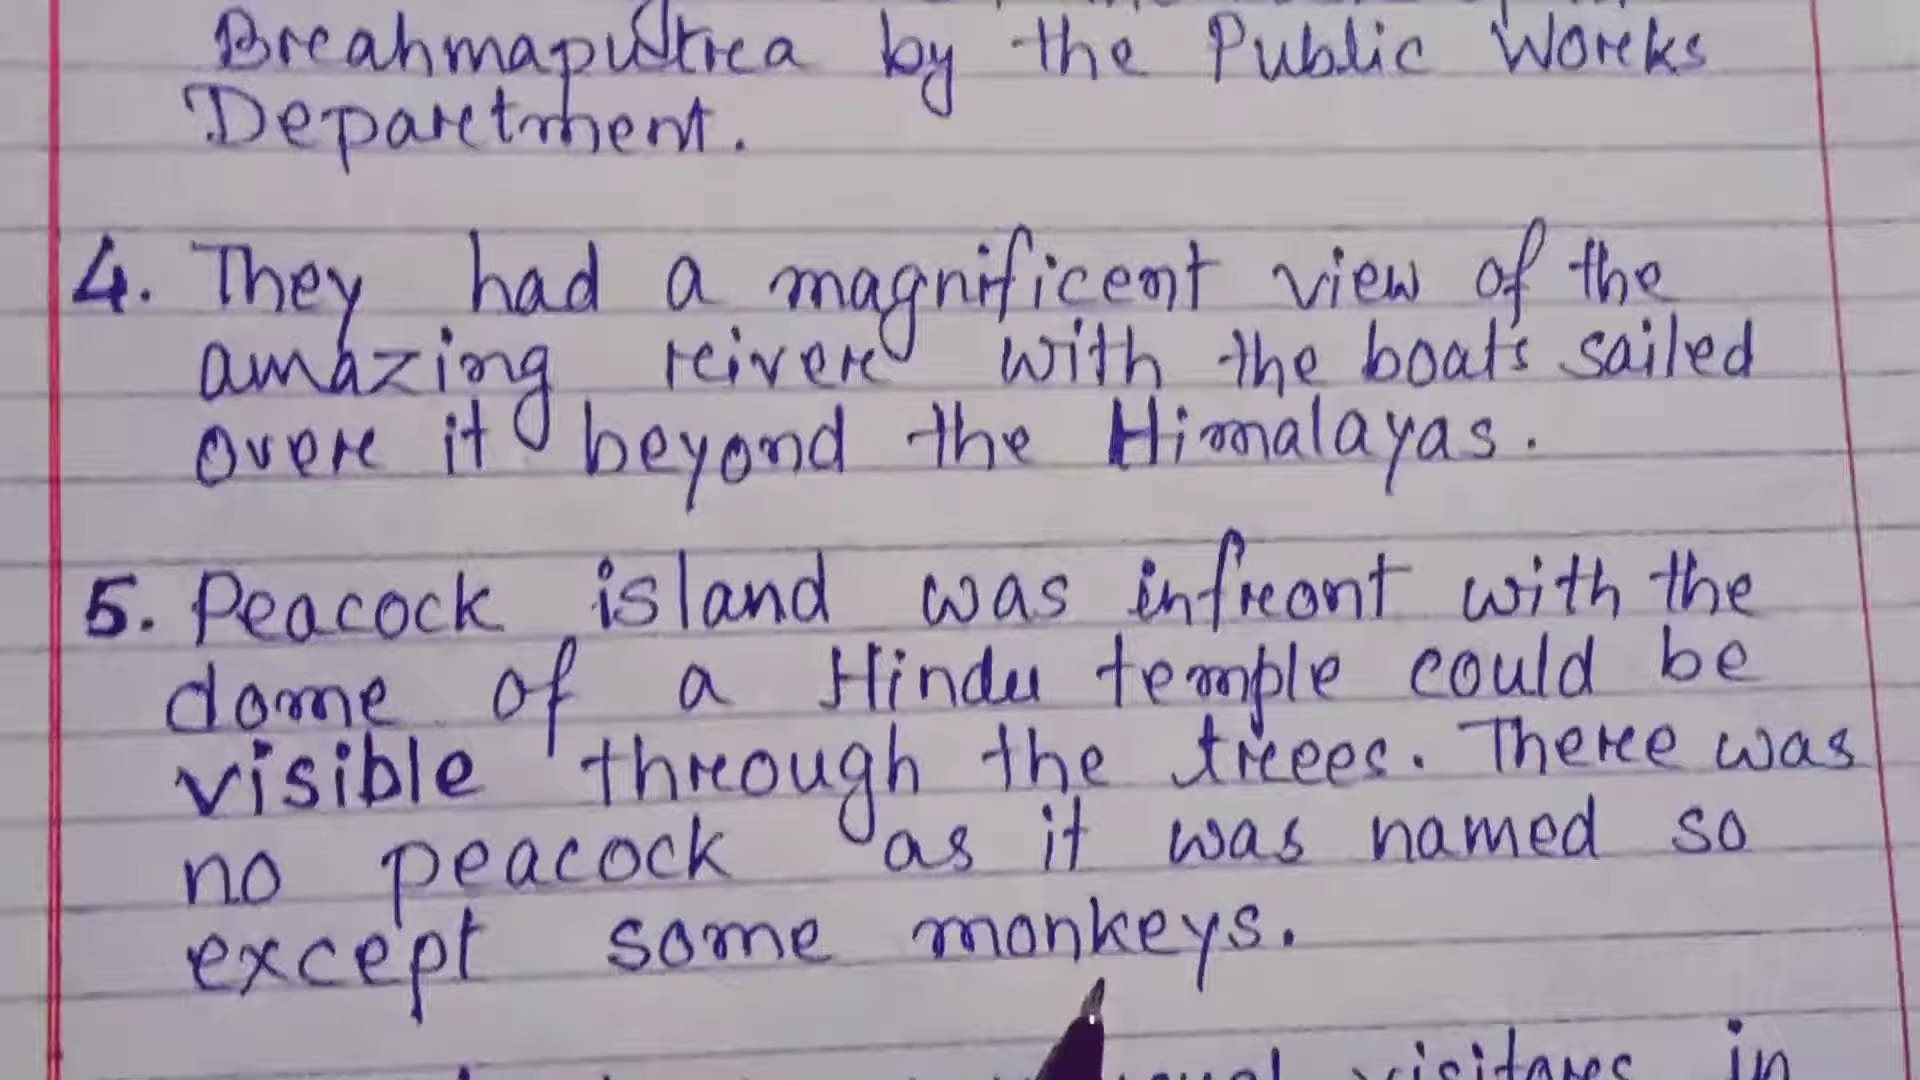 Brahmaputra by the Public Works
Department.
4. They had a magnificent view of the
amazing river with the boats sailed
over it beyond the Himalayas.
5. Peacock island was infront with the
dome of a Hindu temple could be
visible through the trees. There was
no peacock as it was named so
except some monkeys.
visitors in